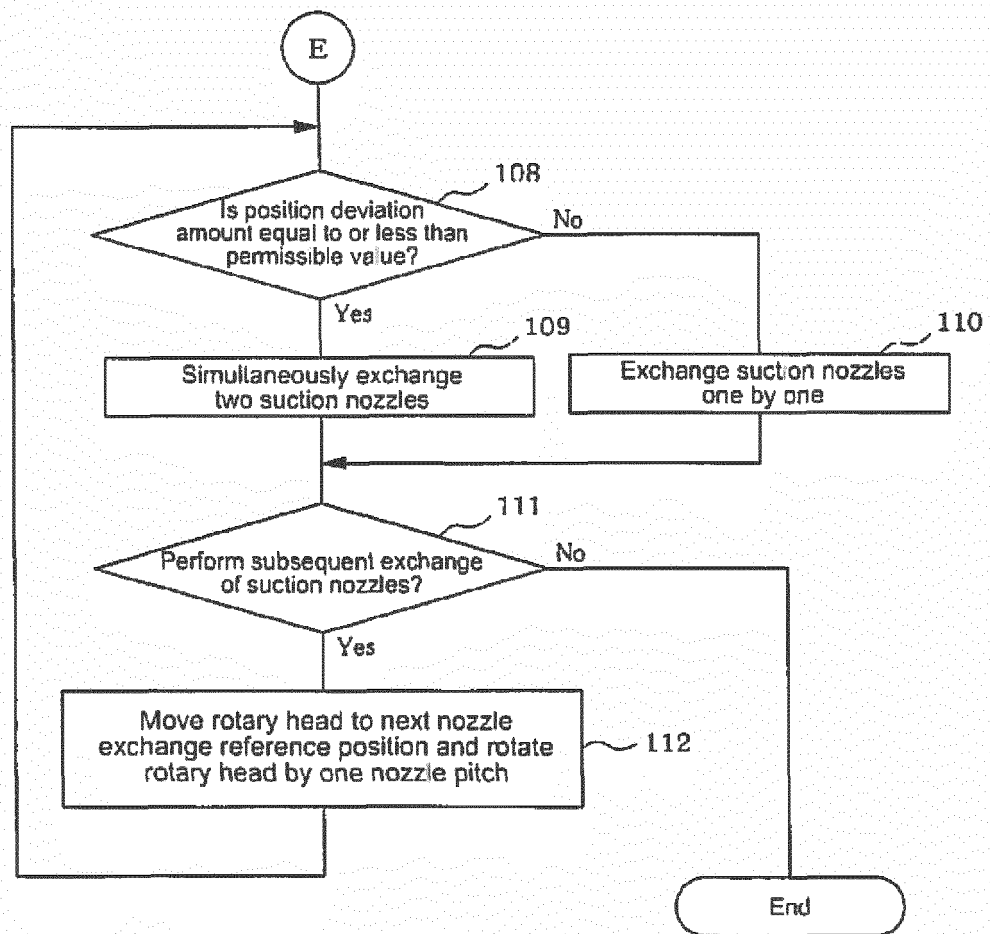 E
108
Is position deviation
amount equal to or less than
permissible value?
No
Yes
109
Simultaneously exchange
two suction nozzles
110
Exchange suction nozzles
one by one
111
Perform subsequent exchange
of suction nozzles?
No
Yes
Move rotary head to next nozzle
exchange reference position and rotate
rotary head by one nozzle pitch
112
End